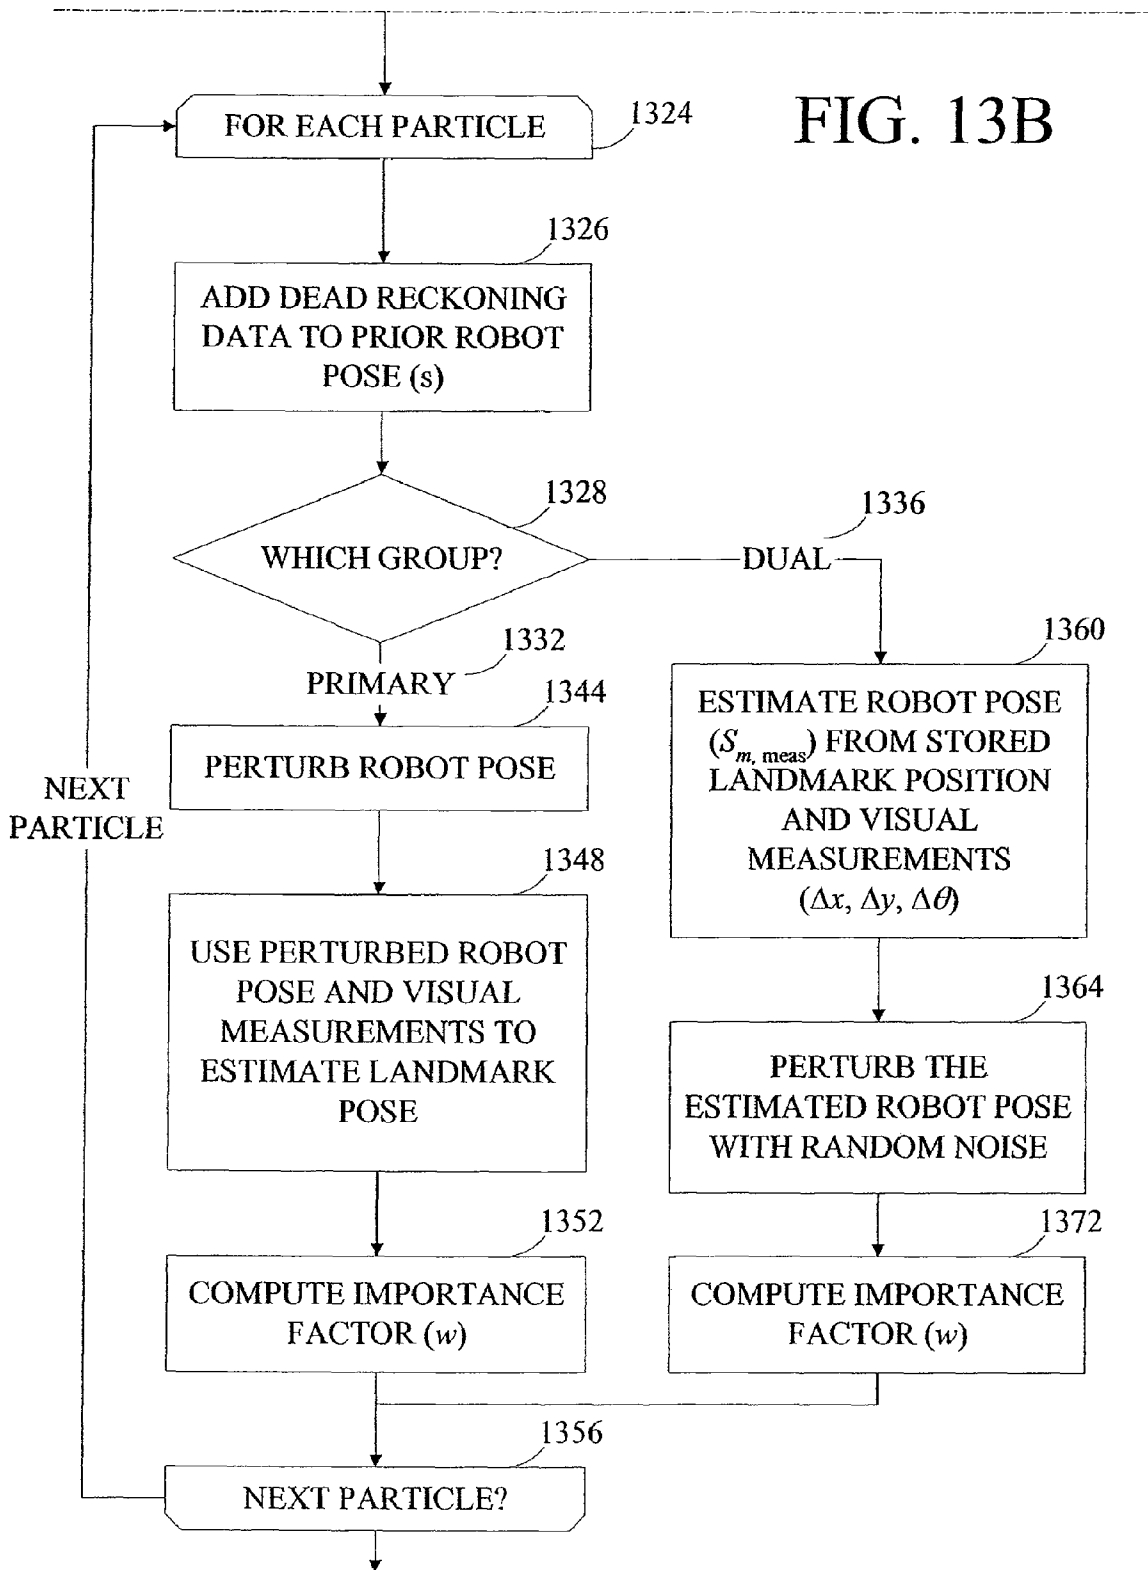 FIG. 13B
FOR EACH PARTICLE
1324
1326
ADD DEAD RECKONING
DATA TO PRIOR ROBOT
POSE (s)
1328
WHICH GROUP?
1336
DUAL
1332
PRIMARY
1344
PERTURB ROBOT POSE
NEXT
PARTICLE
1348
USE PERTURBED ROBOT
POSE AND VISUAL
MEASUREMENTS TO
ESTIMATE LANDMARK
POSE
1352
COMPUTE IMPORTANCE
FACTOR (w)
1360
ESTIMATE ROBOT POSE
(Sm, meas) FROM STORED
LANDMARK POSITION
AND VISUAL
MEASUREMENTS
(Δx, Δy, Δθ)
1364
PERTURB THE
ESTIMATED ROBOT POSE
WITH RANDOM NOISE
1372
COMPUTE IMPORTANCE
FACTOR (w)
1356
NEXT PARTICLE?